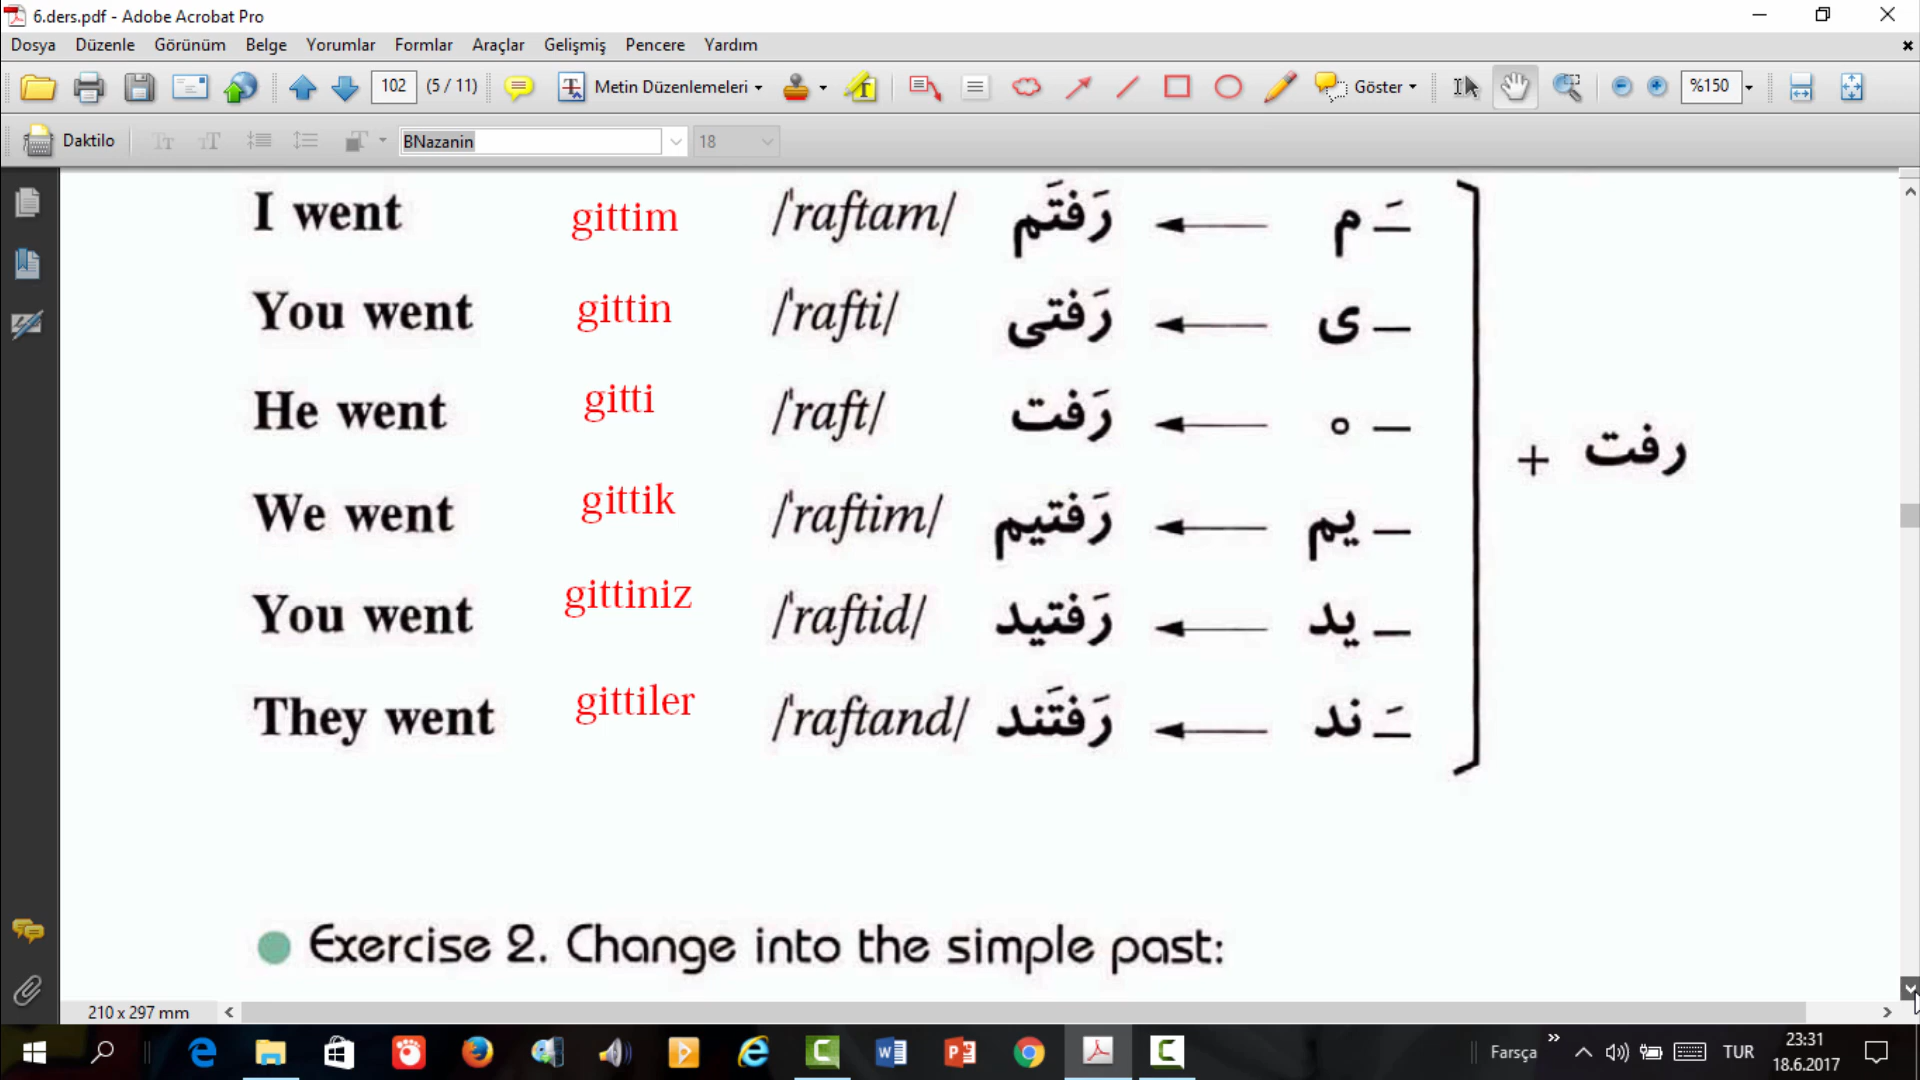 6.ders.pdf - Adobe Acrobat Pro
Dosya Düzenle Görünüm Belge Yorumlar Formlar Araçlar Gelişmiş Pencere Yardım
102 (5 / 11) Metin Düzenlemeleri Göster %150
Daktilo BNazanin 18
I went gittim /'raftam/ رَفتَم ـَ م
You went gittin /'rafti/ رَفتی ـ ی
He went gitti /'raft/ رَفت ـ ه
We went gittik /'raftim/ رَفتیم ـ یم
You went gittiniz /'raftid/ رَفتید ـ ید
They went gittiler /'raftand/ رَفتَند ـَ ند
+ رفت
Exercise 2. Change into the simple past:
210 x 297 mm
Farsça TUR 23:31
18.6.2017